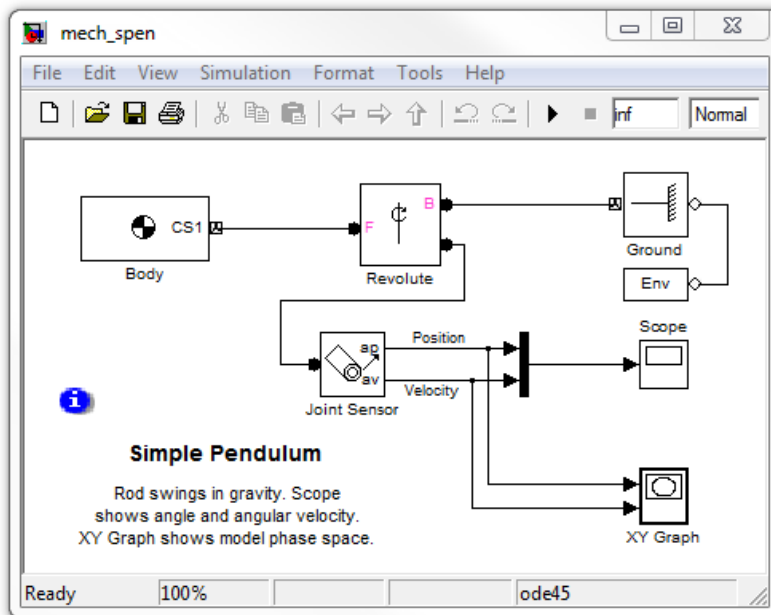 mech_spen
File Edit View Simulation Format Tools Help
inf Normal
CS1
Body
F
B
Revolute
Ground
Env
Scope
ap
av
Position
Velocity
Joint Sensor
i
Simple Pendulum
Rod swings in gravity. Scope
shows angle and angular velocity.
XY Graph shows model phase space.
XY Graph
Ready 100% ode45